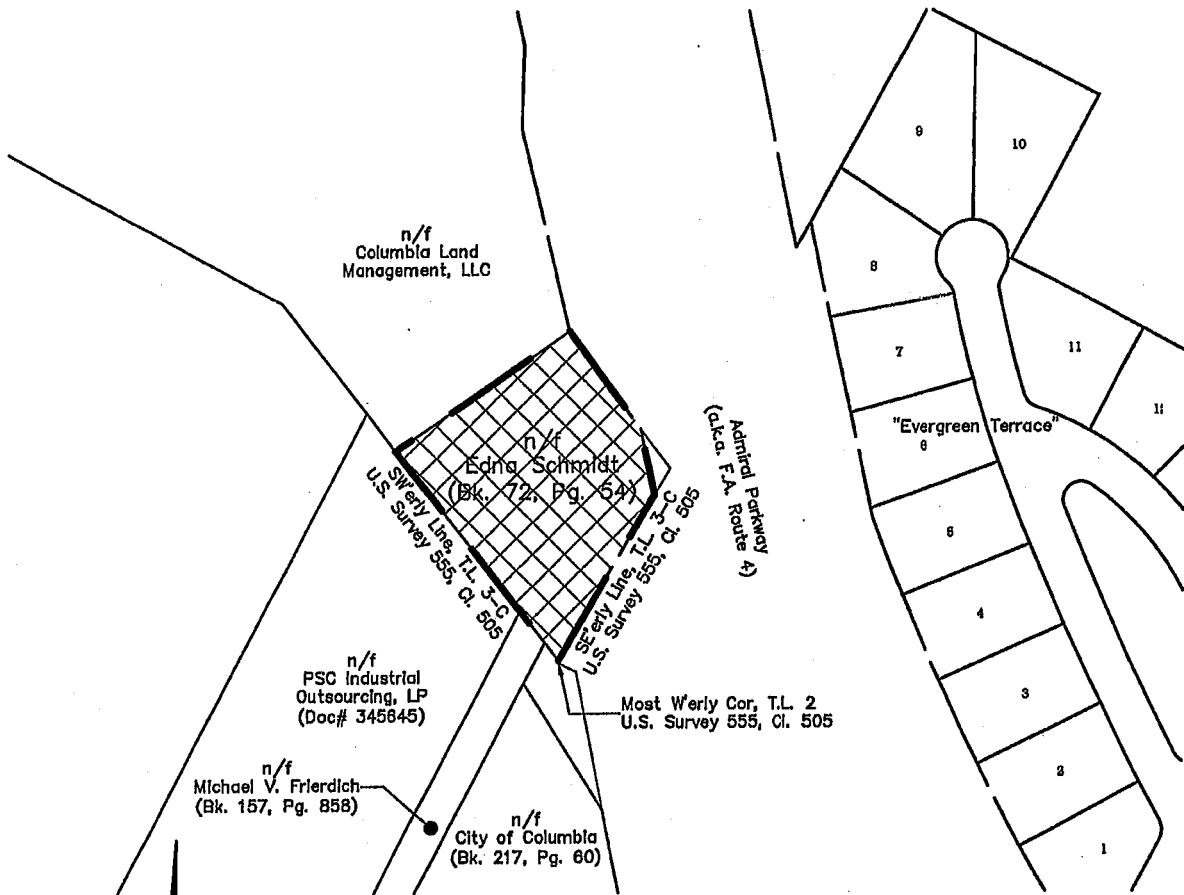 9
10
n/f
Columbia Land
Management, LLC
8
7
11
Admiral Parkway
(a.k.a. F.A. Route 4)
"Evergreen Terrace"
6
n/f
Edna Schmidt
(Bk. 72, Pg. 54)
SW'erly Line, T.L. 3-C
U.S. Survey 555, Cl. 505
SE'erly Line, T.L. 3-C
U.S. Survey 555, Cl. 505
4
n/f
PSC Industrial
Outsourcing, LP
(Doc# 345645)
Most W'erly Cor, T.L. 2
U.S. Survey 555, Cl. 505
3
n/f
Michael V. Frierdich
(Bk. 157, Pg. 858)
2
n/f
City of Columbia
(Bk. 217, Pg. 60)
1